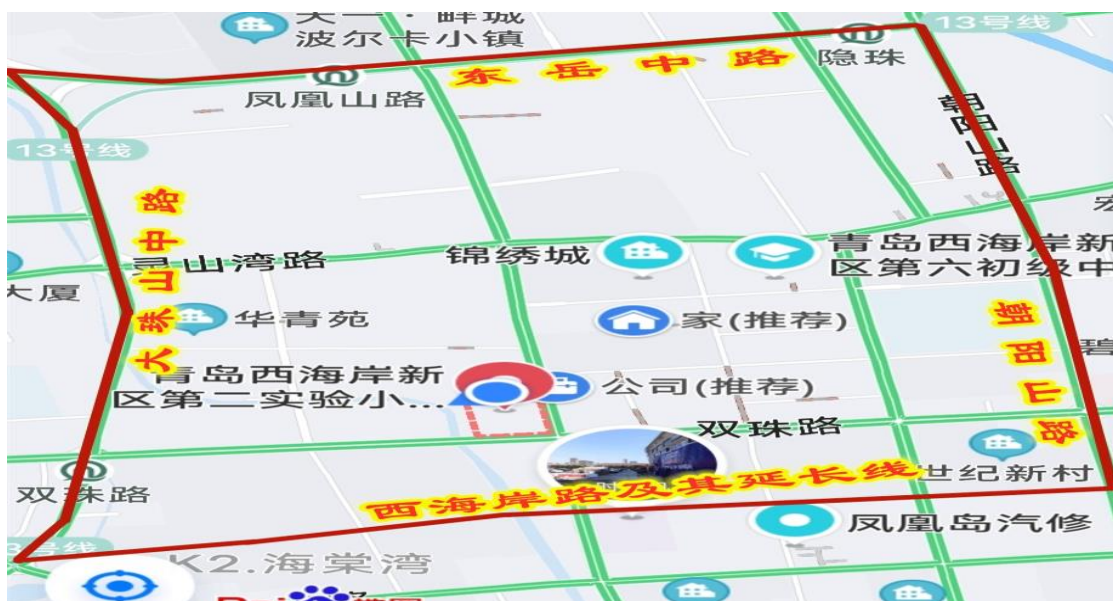 天一·畔城
波尔卡小镇
13号线
隐珠
东岳中路
凤凰山路
朝阳山路
13号线
大珠山中路
灵山湾路
锦绣城
青岛西海岸新
区第六初级中
大厦
华青苑
家(推荐)
朝阳山路
碧
青岛西海岸新
区第二实验小...
公司(推荐)
双珠路
世纪新村
双珠路
西海岸路及其延长线
凤凰岛汽修
13号线
K2.海棠湾